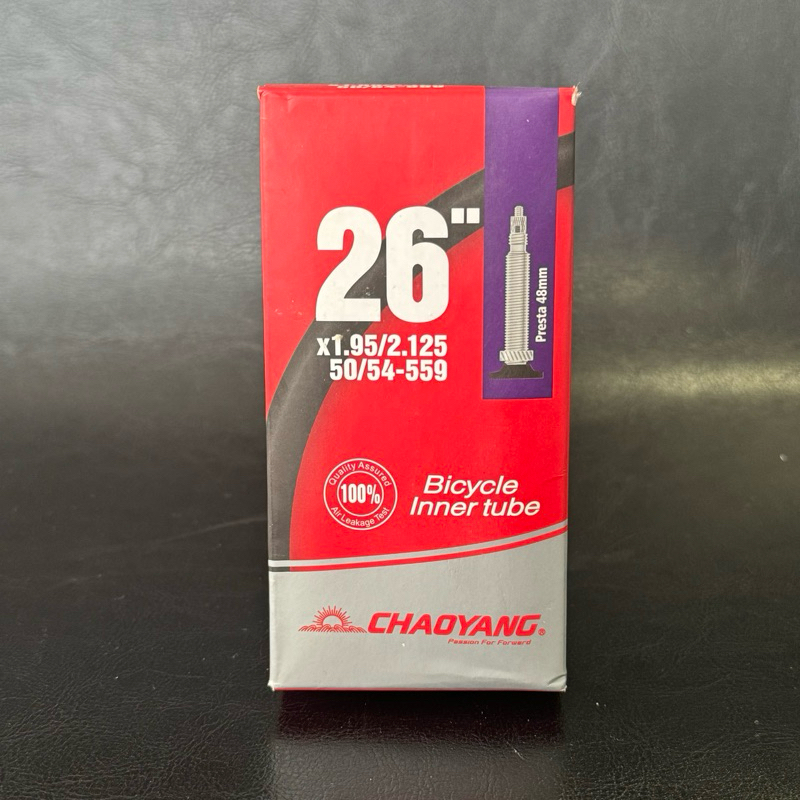 26"
x1.95/2.125
50/54-559
Presta 48mm
Quality Assured
100%
Air Leakage Test
Bicycle
Inner tube
CHAOYANG®
Passion For Forward